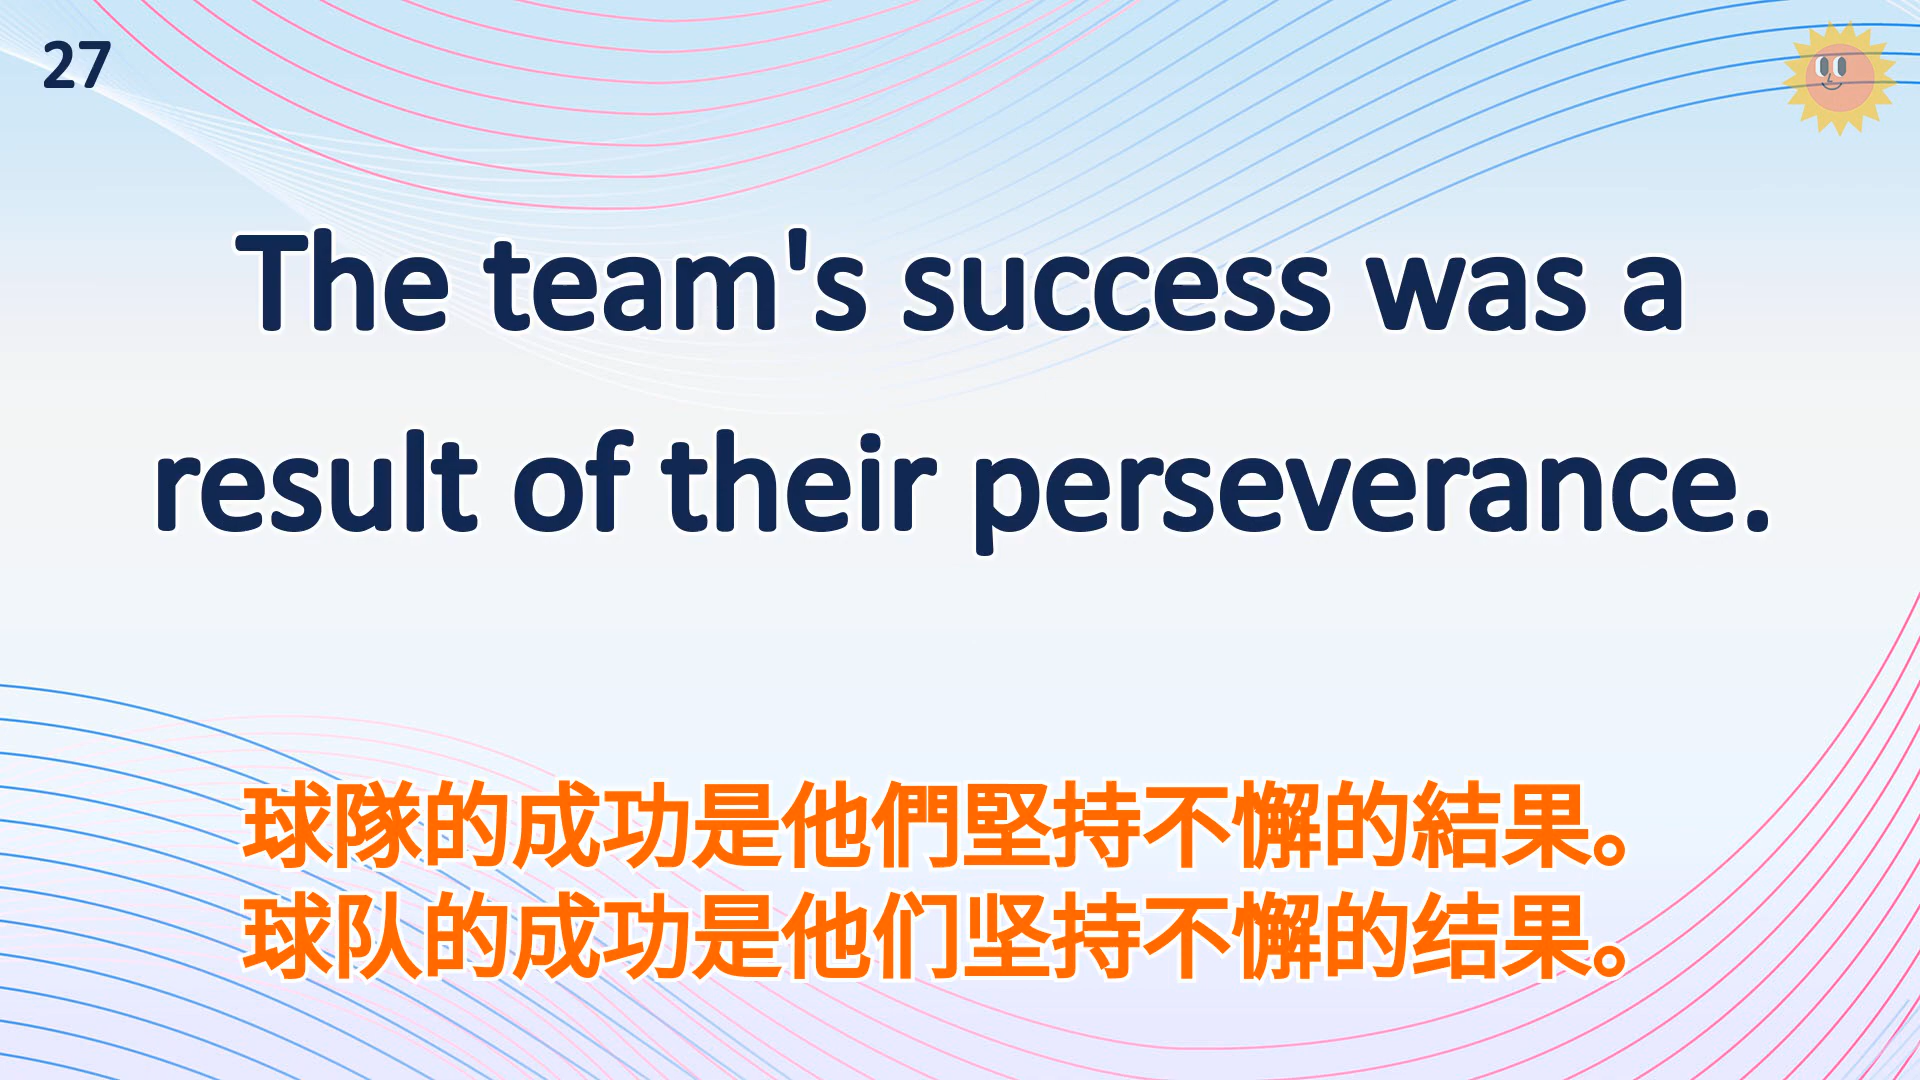 27
The team's success was a
result of their perseverance.
球隊的成功是他們堅持不懈的結果。
球队的成功是他们坚持不懈的结果。